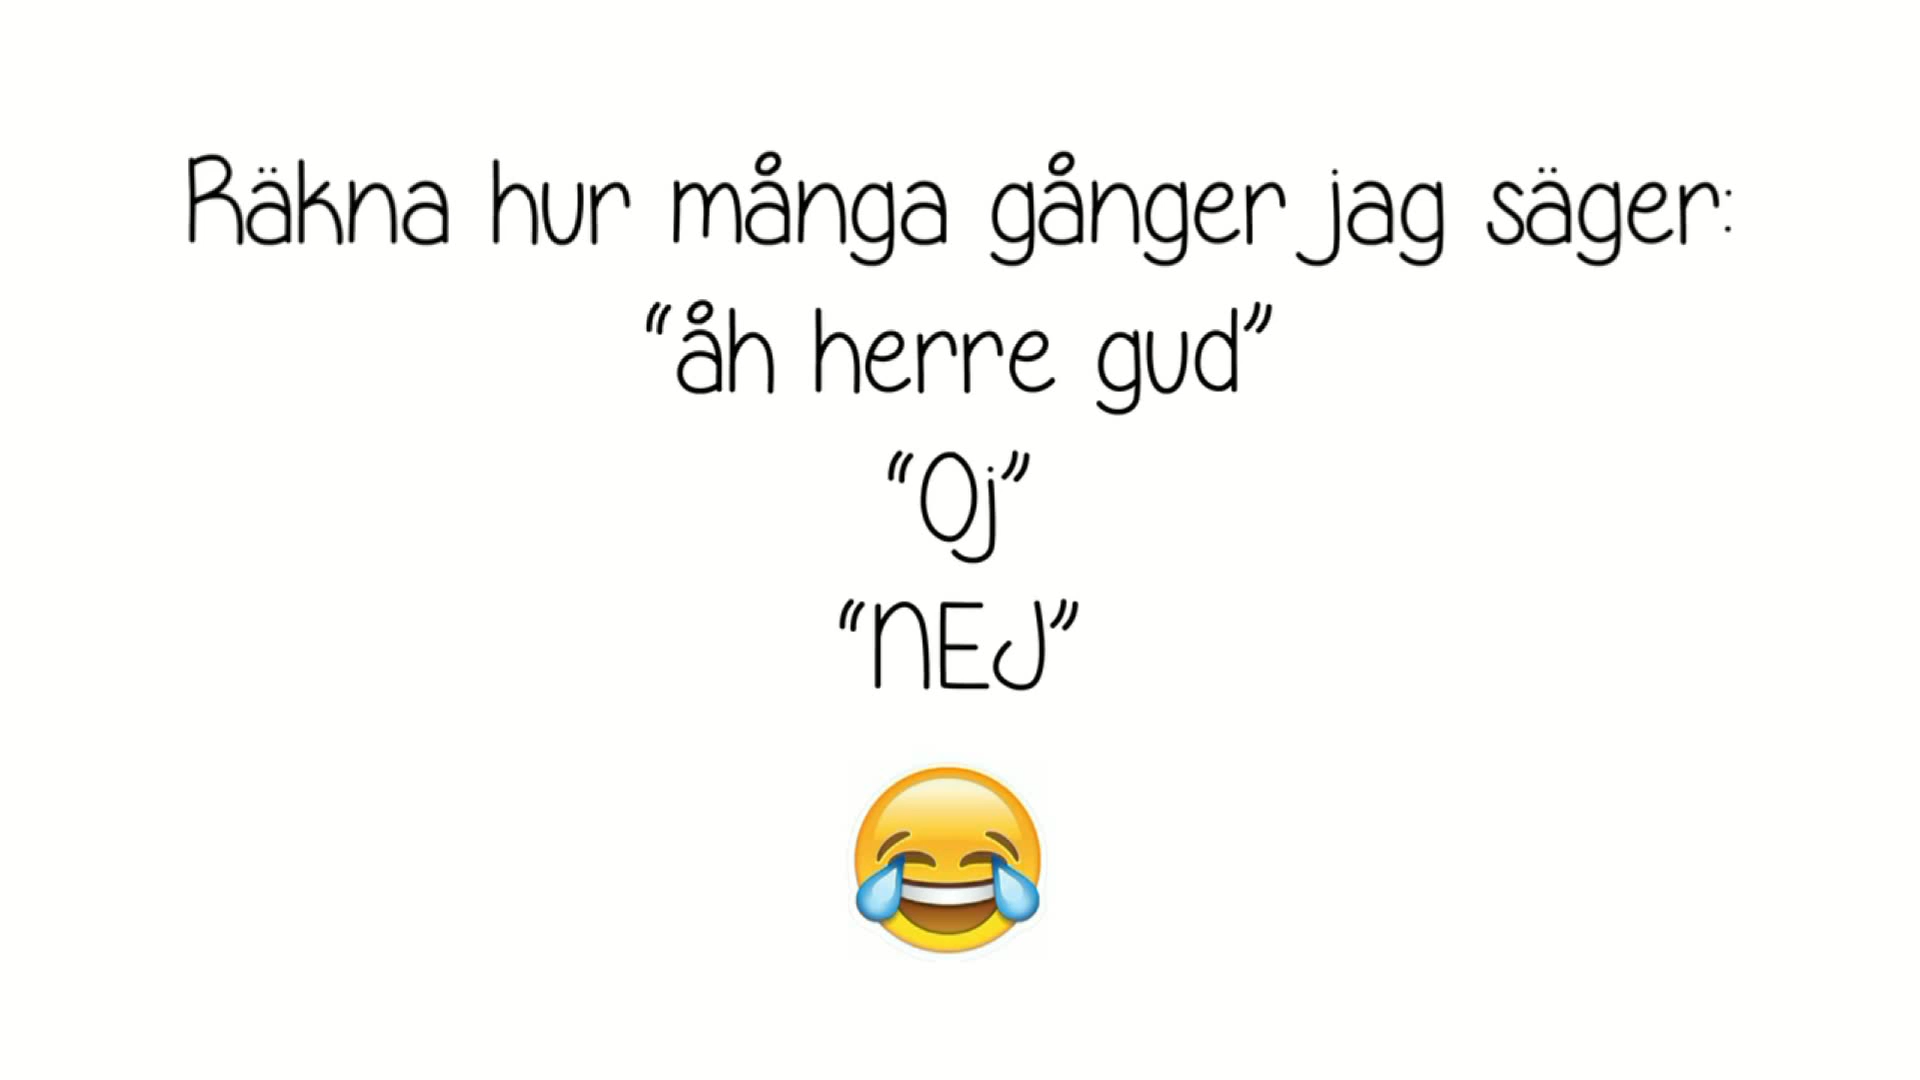 Räkna hur många gånger jag säger:
“åh herre gud”
“Oj”
“NEJ”